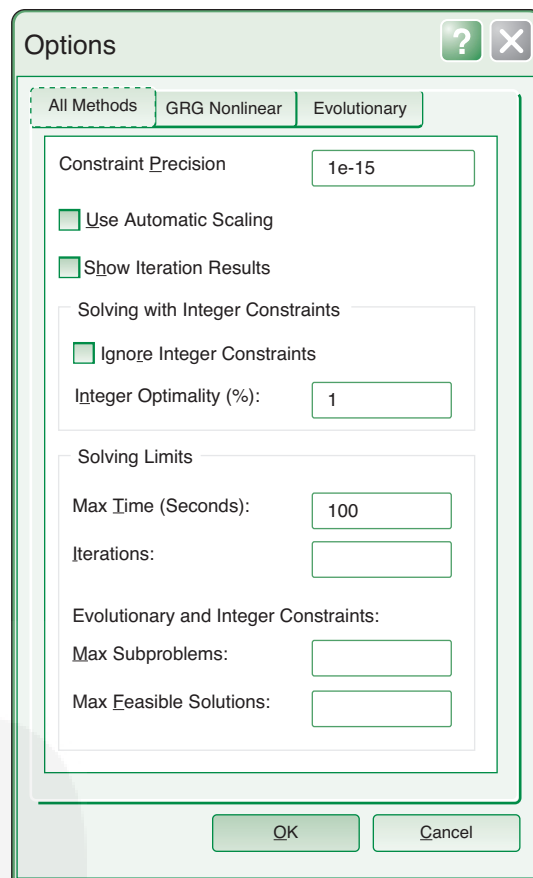 Options
?
All Methods GRG Nonlinear Evolutionary
Constraint Precision 1e-15
Use Automatic Scaling
Show Iteration Results
Solving with Integer Constraints
Ignore Integer Constraints
Integer Optimality (%): 1
Solving Limits
Max Time (Seconds): 100
Iterations:
Evolutionary and Integer Constraints:
Max Subproblems:
Max Feasible Solutions:
OK Cancel